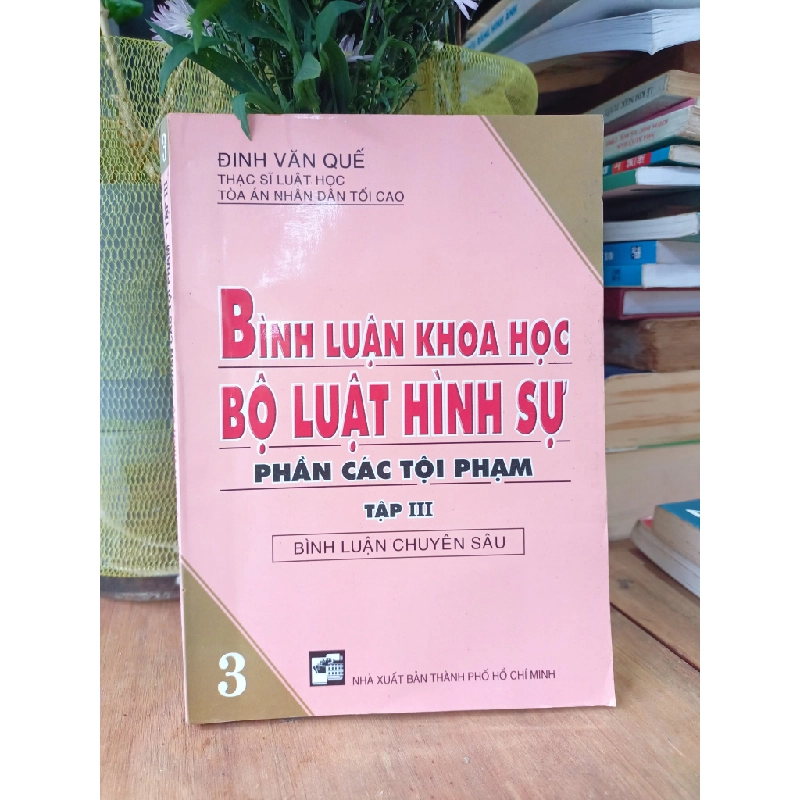 ĐINH VĂN QUẾ
THẠC SĨ LUẬT HỌC
TÒA ÁN NHÂN DÂN TỐI CAO
BÌNH LUẬN KHOA HỌC
BỘ LUẬT HÌNH SỰ
PHẦN CÁC TỘI PHẠM
TẬP III
BÌNH LUẬN CHUYÊN SÂU
3
NHÀ XUẤT BẢN THÀNH PHỐ HỒ CHÍ MINH